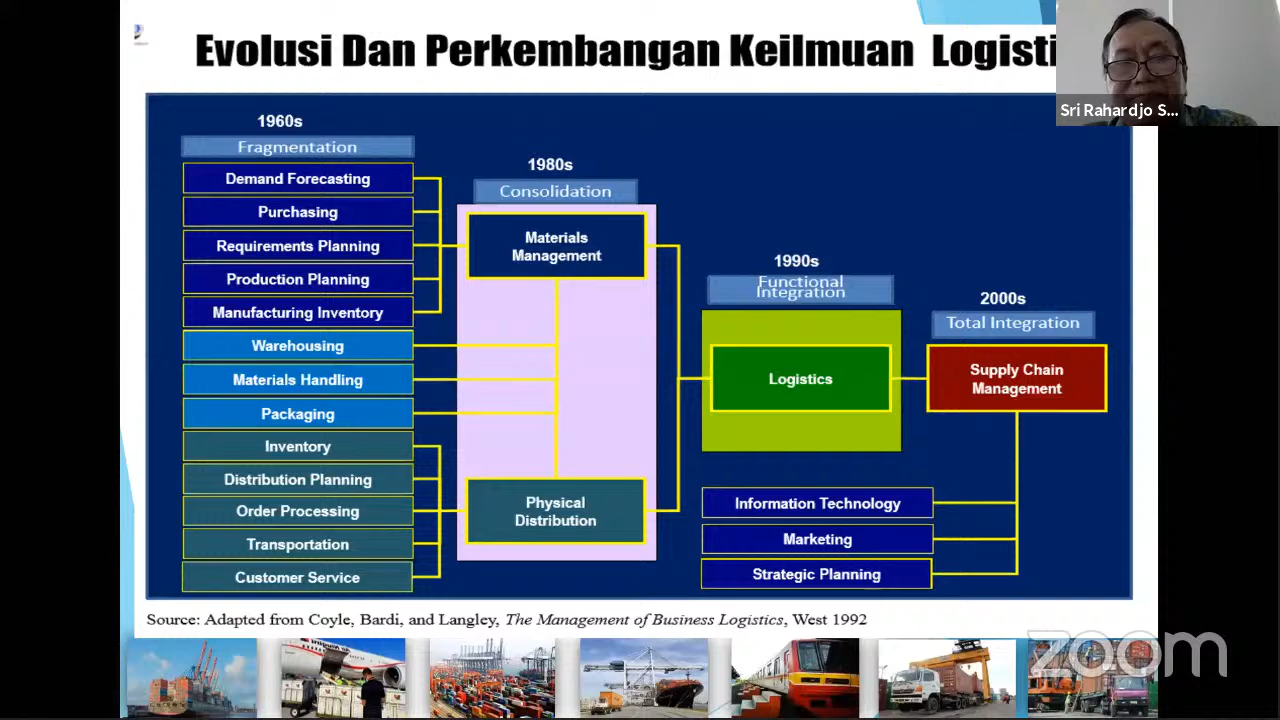 Evolusi Dan Perkembangan Keilmuan Logisti
Sri Rahardjo S...
1960s
Fragmentation
Demand Forecasting
Purchasing
Requirements Planning
Production Planning
Manufacturing Inventory
Warehousing
Materials Handling
Packaging
Inventory
Distribution Planning
Order Processing
Transportation
Customer Service
1980s
Consolidation
Materials
Management
Physical
Distribution
1990s
Functional
Integration
Logistics
2000s
Total Integration
Supply Chain
Management
Information Technology
Marketing
Strategic Planning
Source: Adapted from Coyle, Bardi, and Langley, The Management of Business Logistics, West 1992
zoom